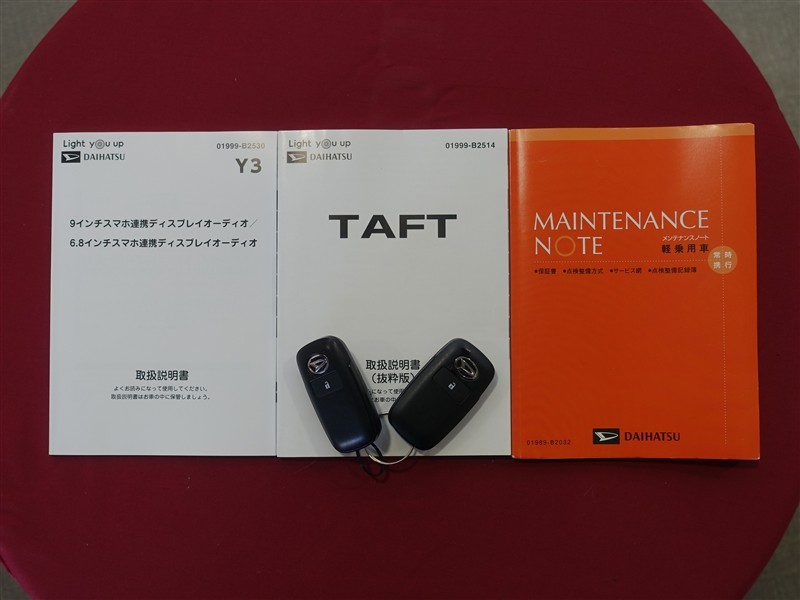 Light you up
DAIHATSU
01999-B2530
Y3
9インチスマホ連携ディスプレイオーディオ／
6.8インチスマホ連携ディスプレイオーディオ
取扱説明書
よくお読みになって使用してください。
取扱説明書はお車の中に保管しましょう。
Light you up
DAIHATSU
01999-B2514
TAFT
取扱説明書
（抜粋版）
MAINTENANCE
NOTE
メンテナンスノート
軽乗用車
常時
携行
●保証書 ●点検整備方式 ●サービス網 ●点検整備記録簿
01999-B2032
DAIHATSU